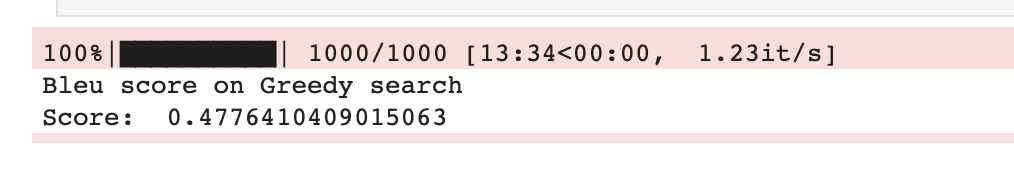 100%|██████████| 1000/1000 [13:34<00:00,  1.23it/s]
Bleu score on Greedy search
Score:  0.4776410409015063